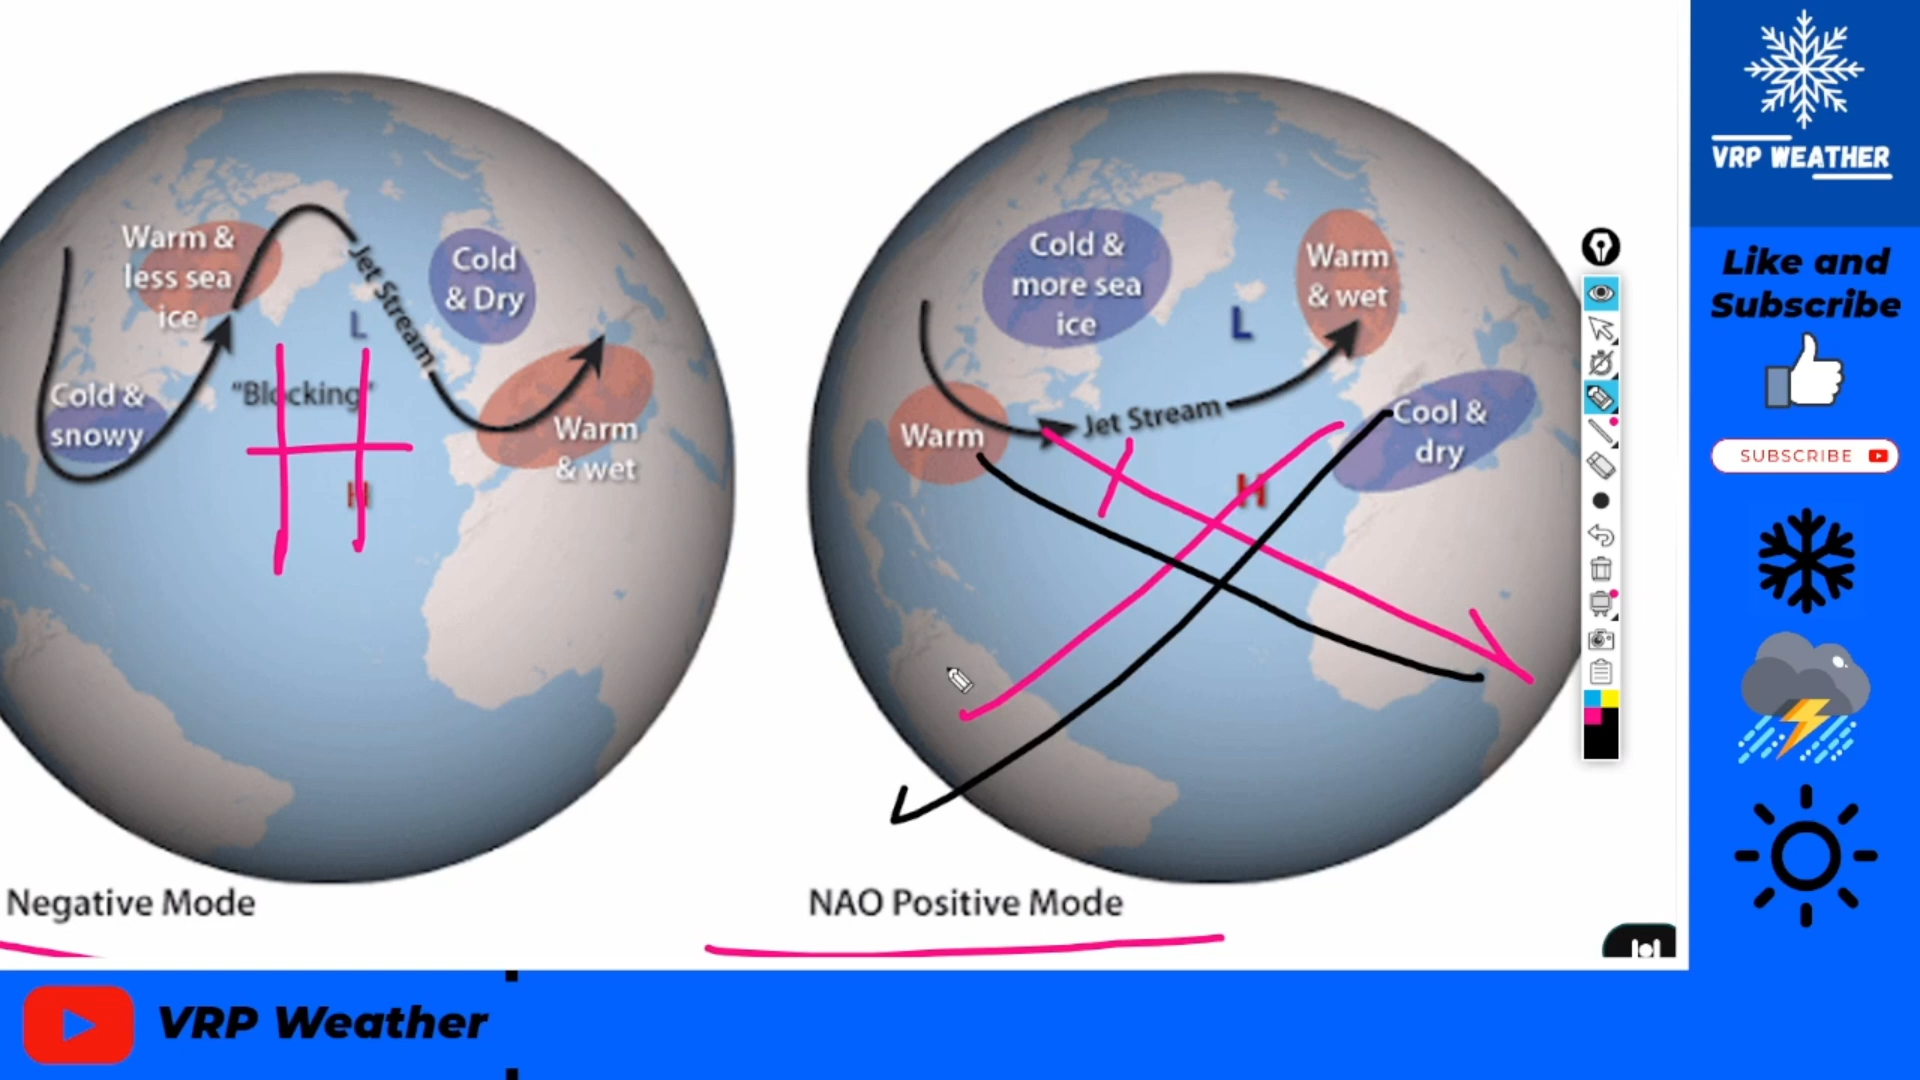 Warm &
less sea
ice
Cold
& Dry
Jet Stream
L
Cold &
snowy
"Blocking"
H
Warm
& wet
Negative Mode
Cold &
more sea
ice
Warm
& wet
L
Warm
Jet Stream
Cool &
dry
H
NAO Positive Mode
VRP WEATHER
Like and
Subscribe
SUBSCRIBE
VRP Weather